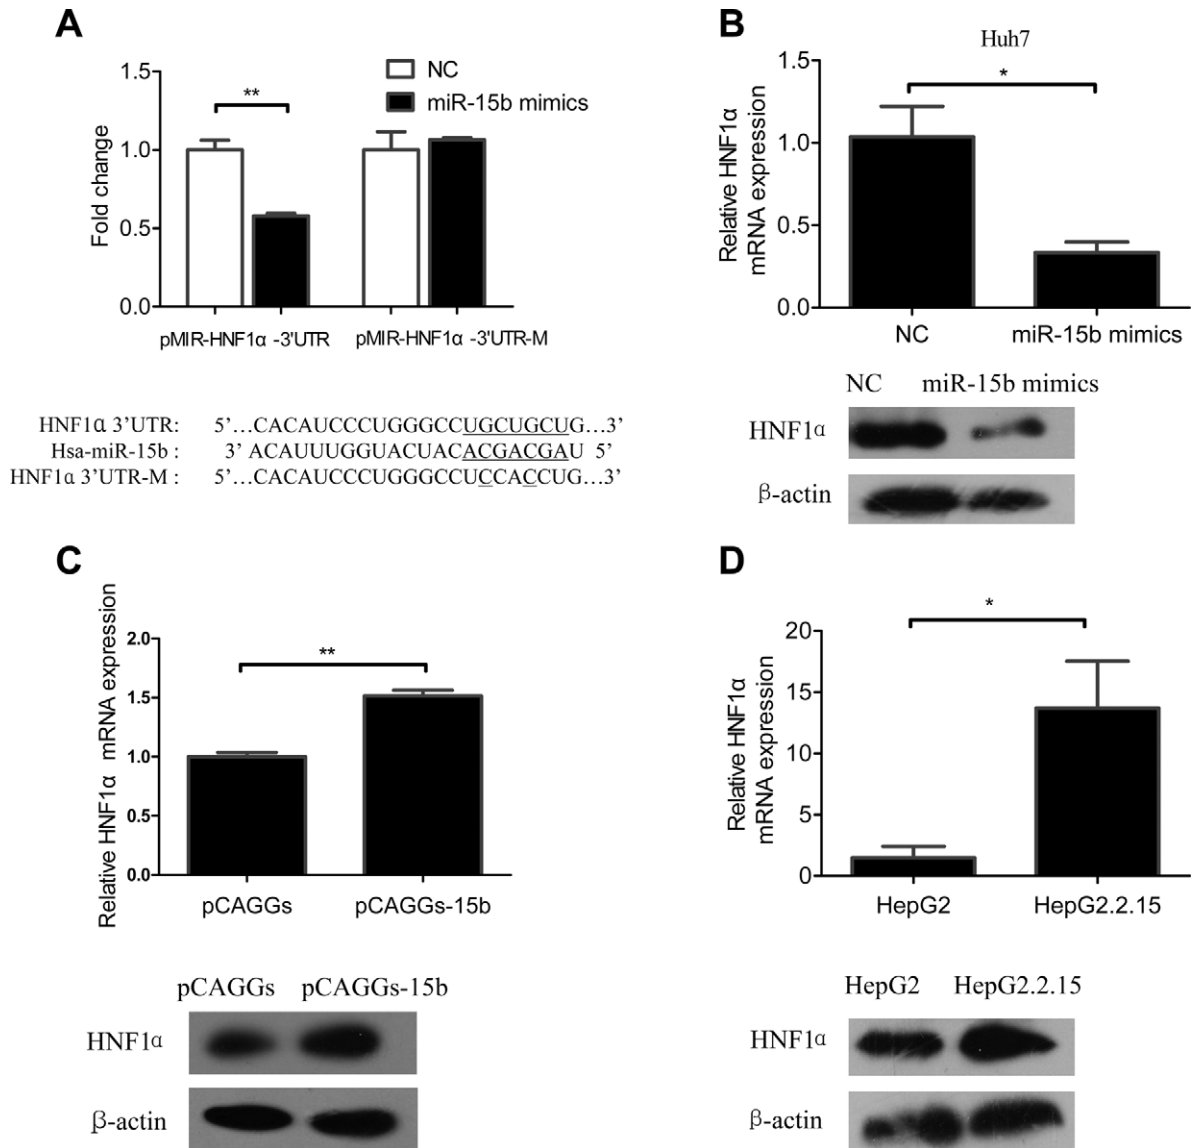 A
NC
miR-15b mimics
**
Fold change
1.5
1.0
0.5
0.0
pMIR-HNF1α -3'UTR
pMIR-HNF1α -3'UTR-M
HNF1α 3'UTR: 5'...CACAUCCCUGGGCCUGCUGCUG...3'
Hsa-miR-15b : 3' ACAUUUGGUACUACACGACGAU 5'
HNF1α 3'UTR-M : 5'...CACAUCCCUGGGCCUCCACCUG...3'
B
Huh7
*
Relative HNF1α
mRNA expression
1.5
1.0
0.5
0.0
NC
miR-15b mimics
NC miR-15b mimics
HNF1α
β-actin
C
**
Relative HNF1α mRNA expression
2.0
1.5
1.0
0.5
0.0
pCAGGs
pCAGGs-15b
pCAGGs pCAGGs-15b
HNF1α
β-actin
D
*
Relative HNF1α
mRNA expression
20
15
10
5
0
HepG2
HepG2.2.15
HepG2 HepG2.2.15
HNF1α
β-actin